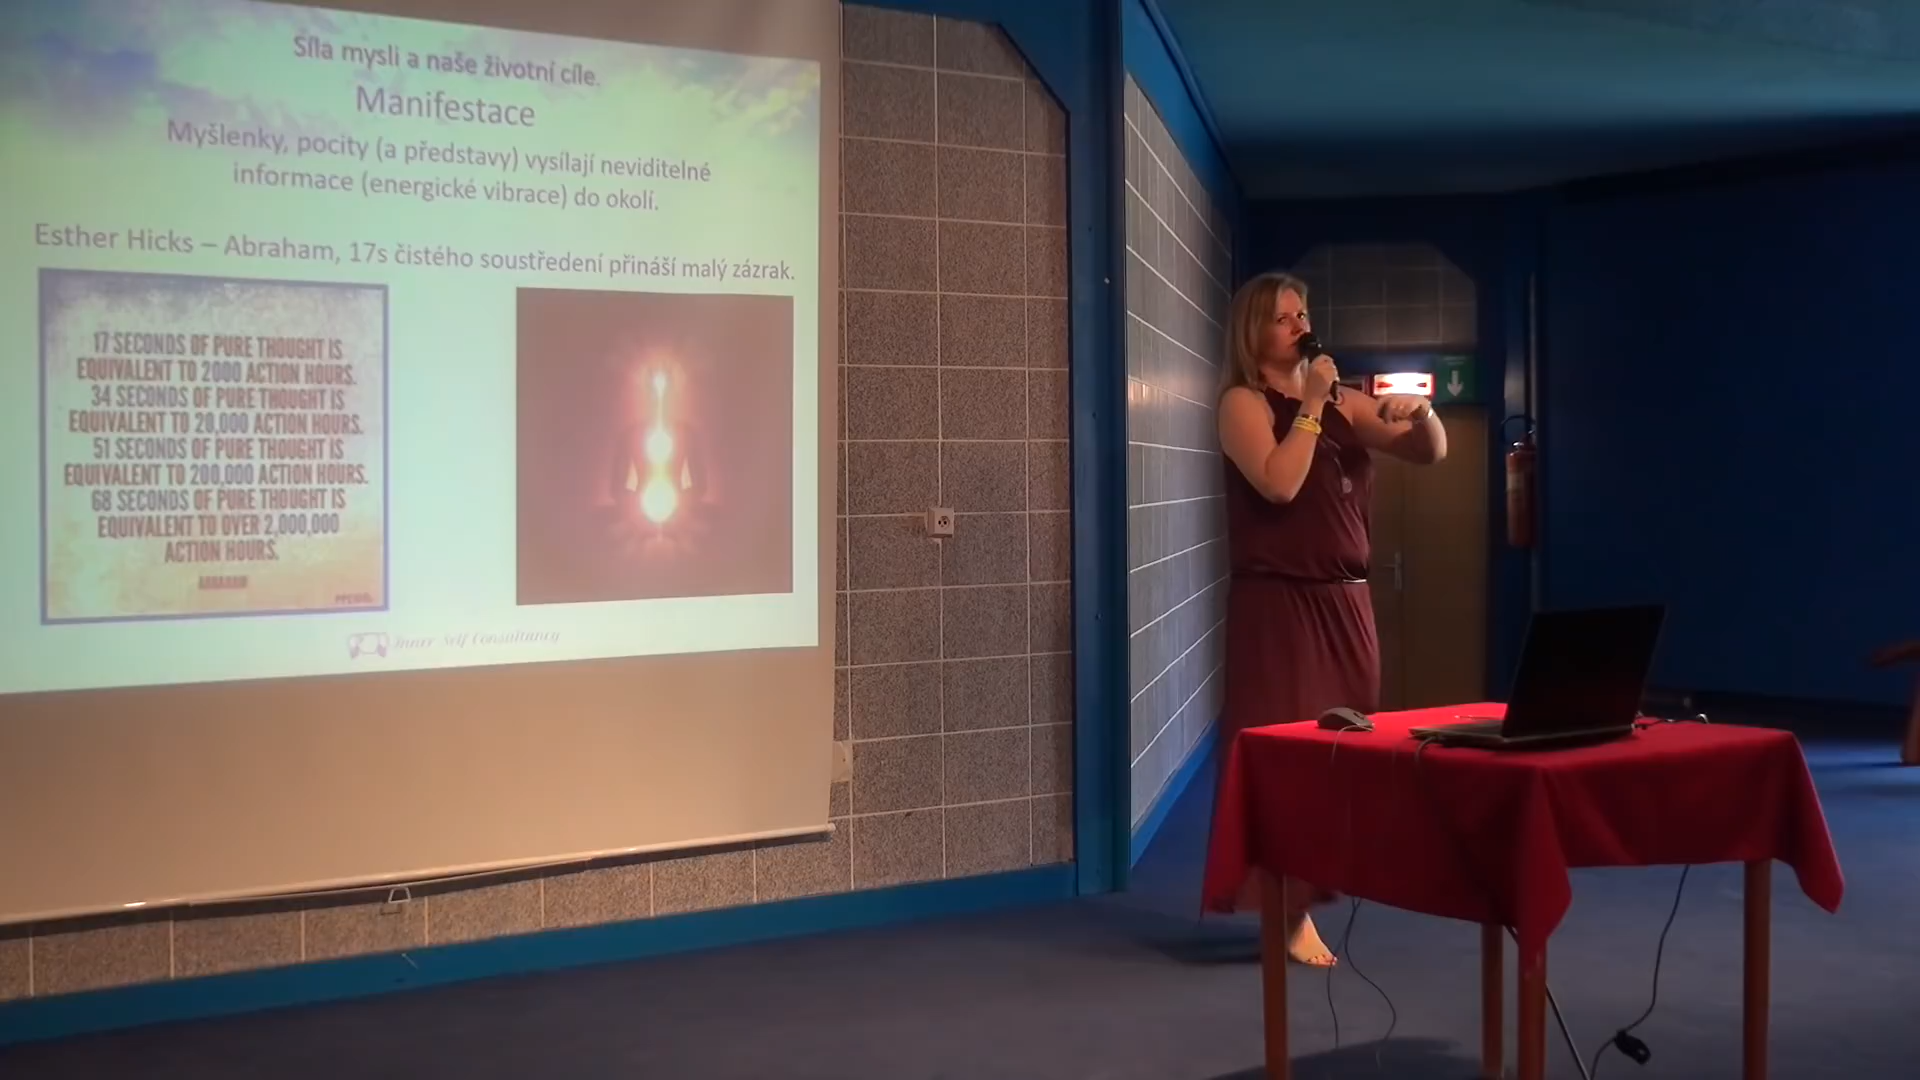 Síla mysli a naše životní cíle.
Manifestace
Myšlenky, pocity (a představy) vysílají neviditelné
informace (energické vibrace) do okolí.
Esther Hicks – Abraham, 17s čistého soustředení přináší malý zázrak.
17 SECONDS OF PURE THOUGHT IS
EQUIVALENT TO 2000 ACTION HOURS.
34 SECONDS OF PURE THOUGHT IS
EQUIVALENT TO 20,000 ACTION HOURS.
51 SECONDS OF PURE THOUGHT IS
EQUIVALENT TO 200,000 ACTION HOURS.
68 SECONDS OF PURE THOUGHT IS
EQUIVALENT TO OVER 2,000,000
ACTION HOURS.
ABRAHAM
Inner Self Consultancy